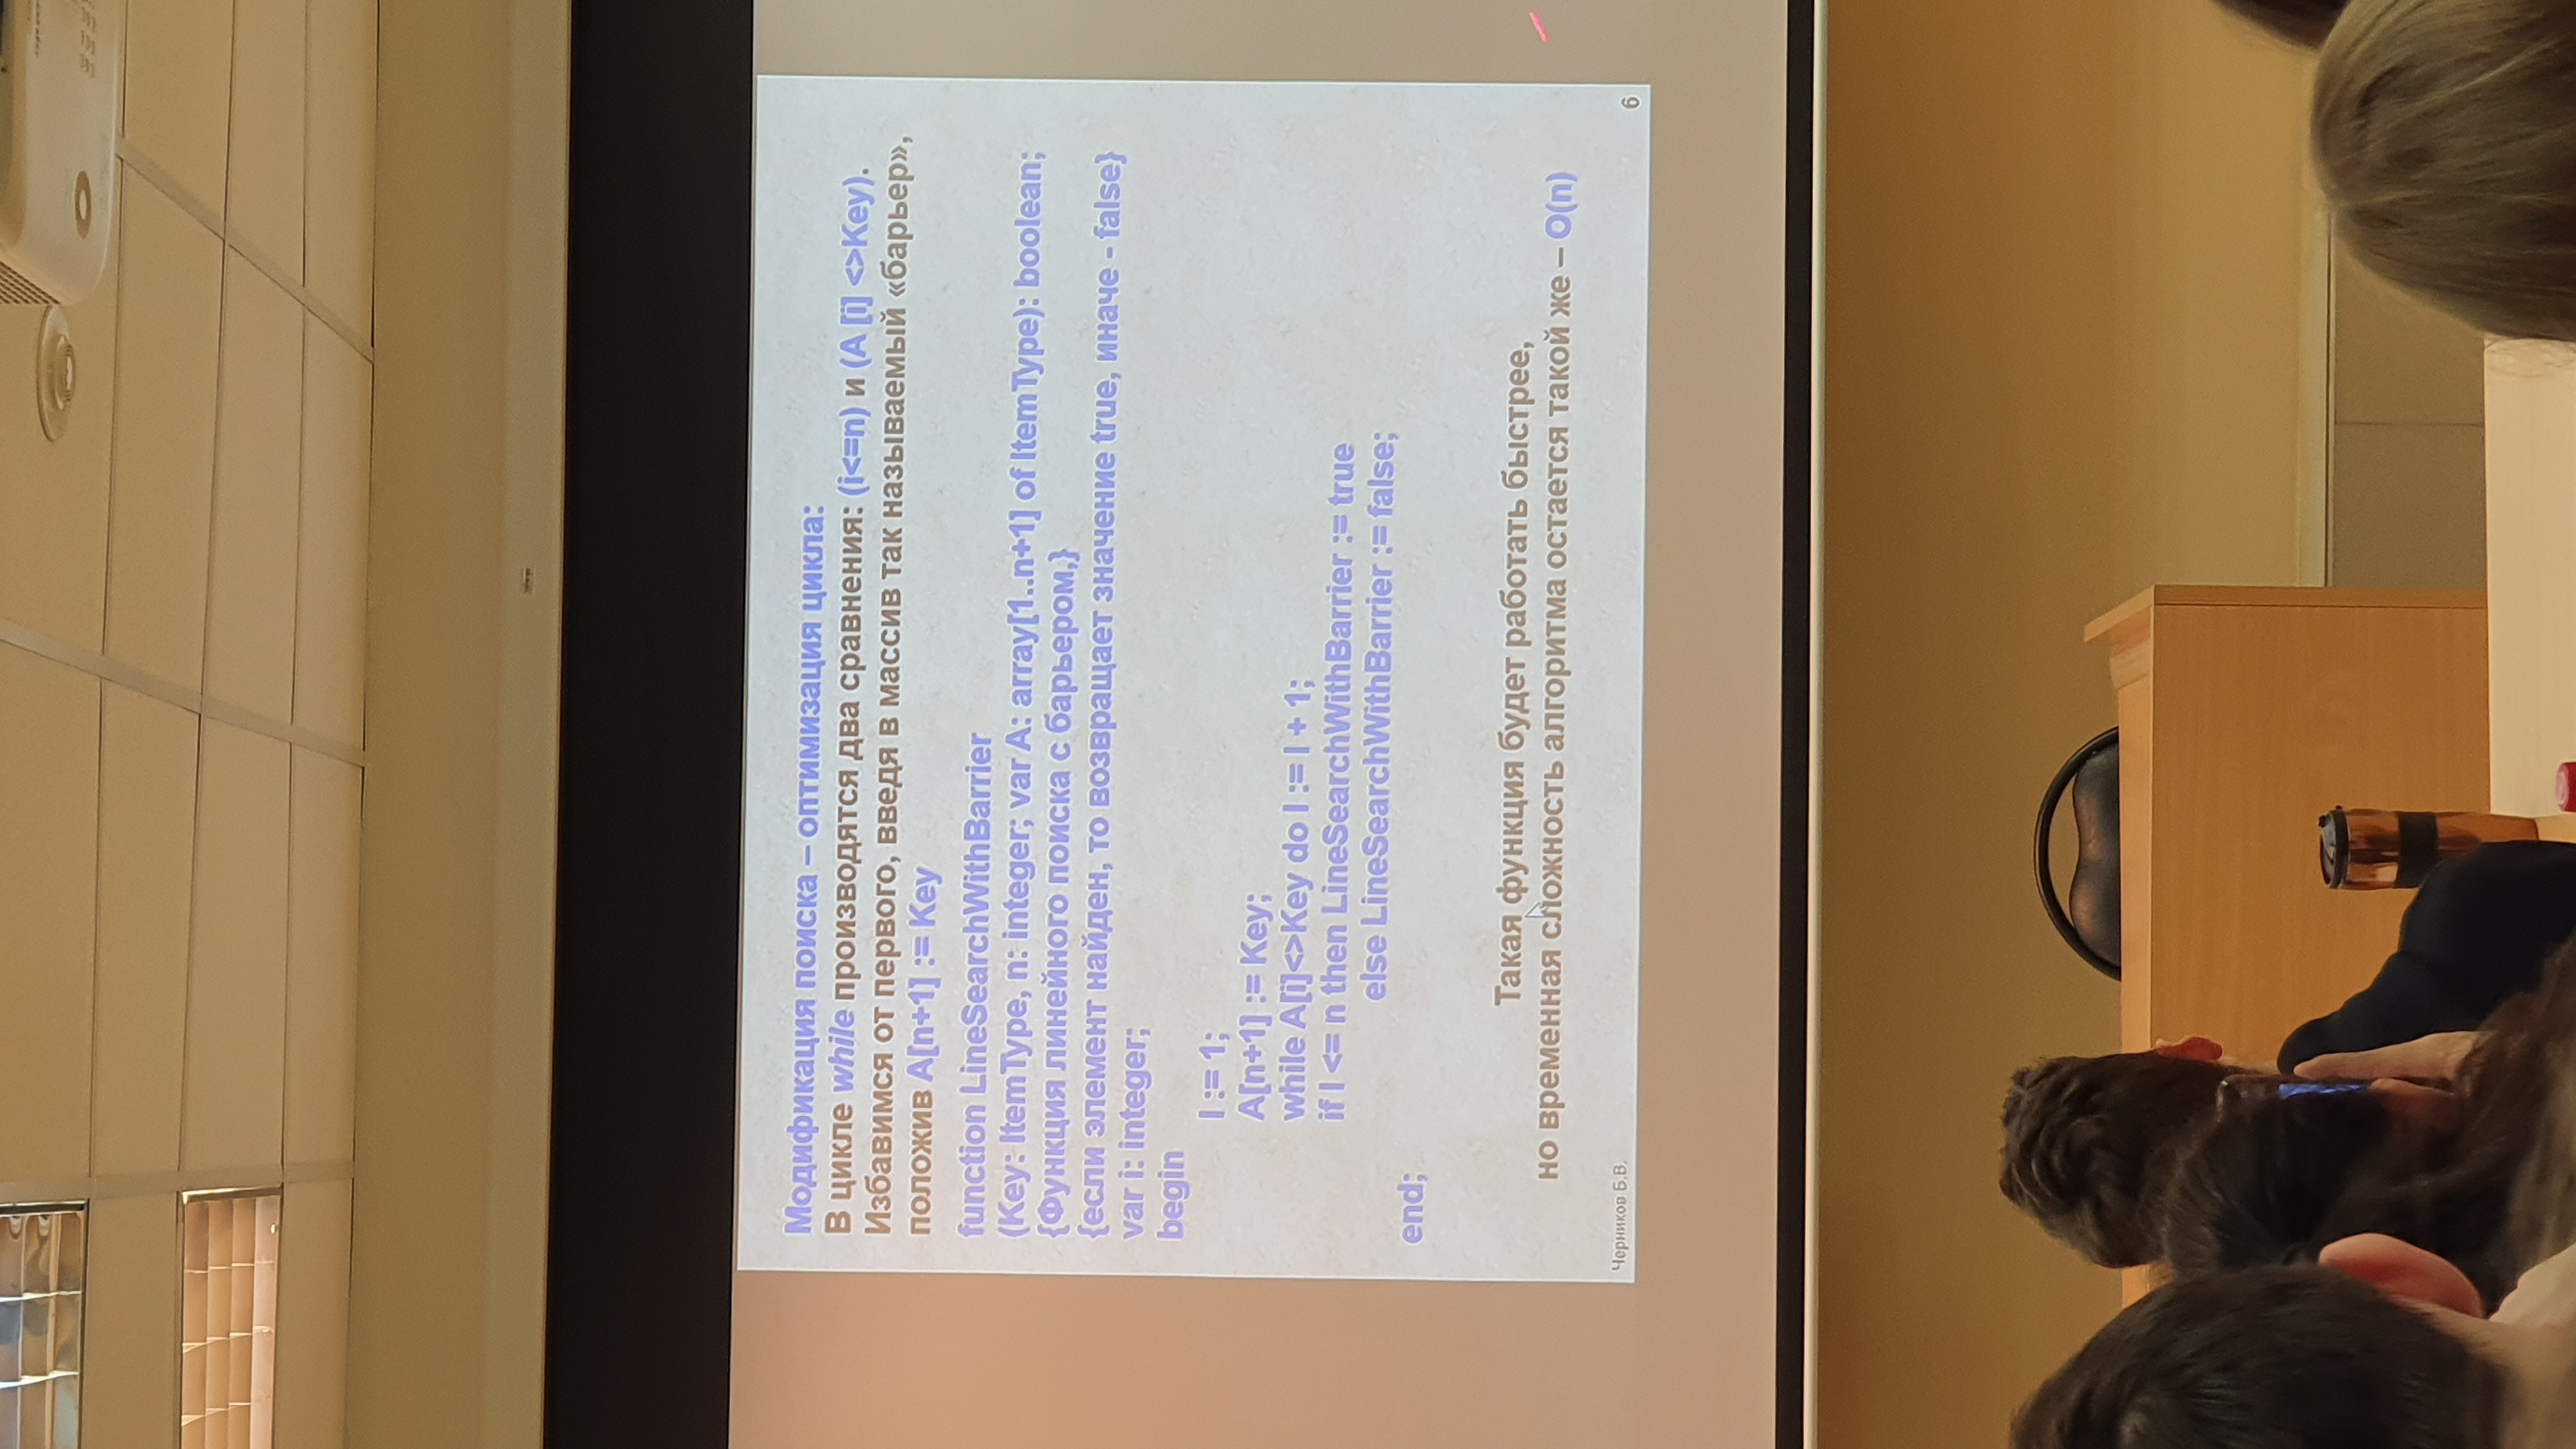 Модификация поиска – оптимизация цикла:
В цикле while производятся два сравнения: (i<=n) и (A [i] <>Key).
Избавимся от первого, введя в массив так называемый «барьер»,
положив A[n+1] := Key
function LineSearchWithBarrier
(Key: ItemType, n: integer; var A: array[1..n+1] of ItemType): boolean;
{Функция линейного поиска с барьером,}
{если элемент найден, то возвращает значение true, иначе - false}
var i: integer;
begin
I := 1;
A[n+1] := Key;
while A[i]<>Key do I := I + 1;
if I <= n then LineSearchWithBarrier := true
else LineSearchWithBarrier := false;
end;
Такая функция будет работать быстрее,
но временная сложность алгоритма остается такой же – O(n)
Черников Б.В.
6